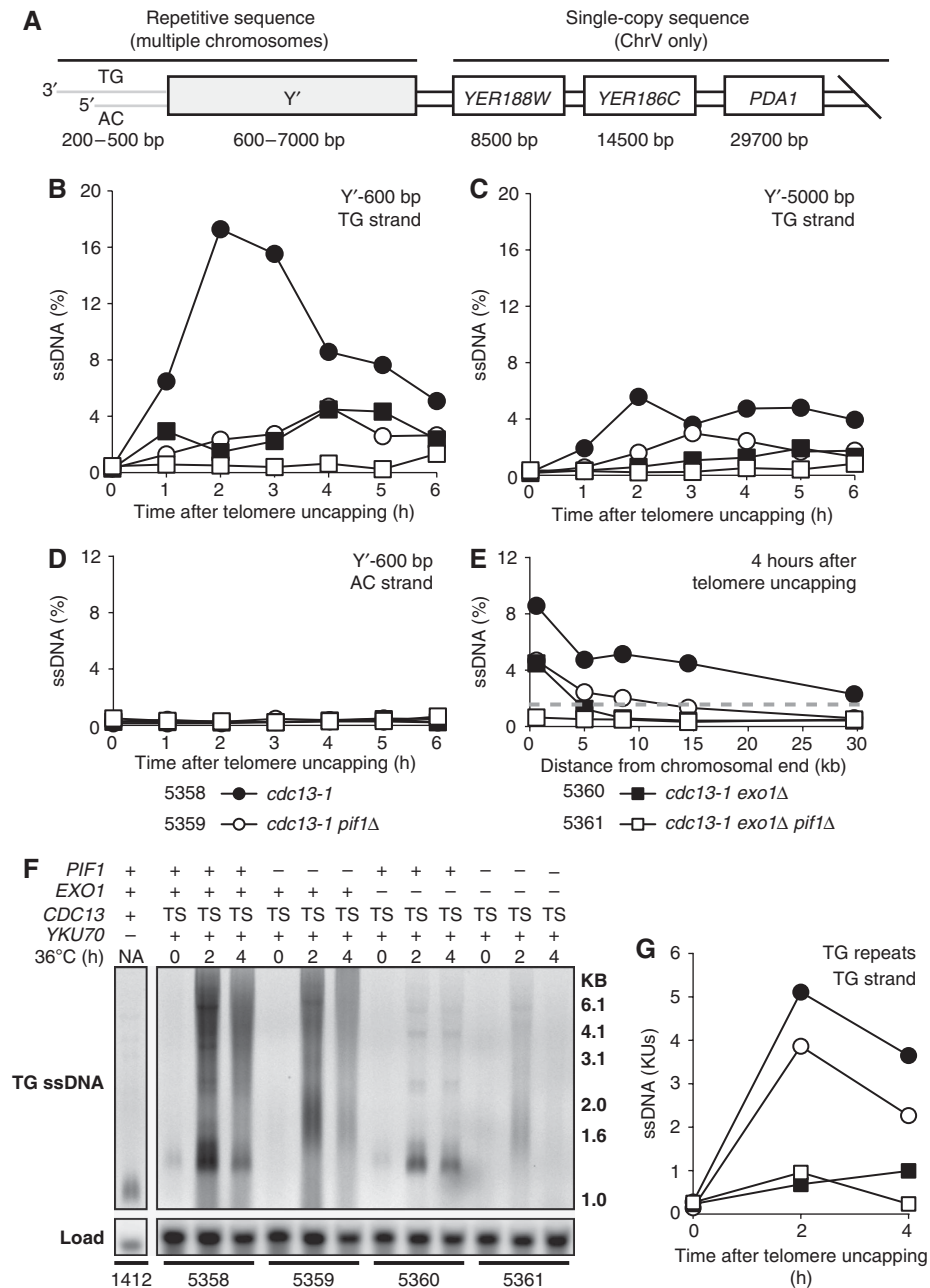 A
Repetitive sequence
(multiple chromosomes)
Single-copy sequence
(ChrV only)
3′ TG
5′
AC
Y′
YER188W
YER186C
PDA1
200–500 bp
600–7000 bp
8500 bp
14500 bp
29700 bp
B
Y′-600 bp
TG strand
20
16
12
8
4
0
ssDNA (%)
0 1 2 3 4 5 6
Time after telomere uncapping (h)
C
Y′-5000 bp
TG strand
20
16
12
8
4
0
ssDNA (%)
0 1 2 3 4 5 6
Time after telomere uncapping (h)
D
Y′-600 bp
AC strand
12
8
4
0
ssDNA (%)
0 1 2 3 4 5 6
Time after telomere uncapping (h)
E
4 hours after
telomere uncapping
12
8
4
0
ssDNA (%)
0 5 10 15 20 25 30
Distance from chromosomal end (kb)
5358 cdc13-1
5359 cdc13-1 pif1Δ
5360 cdc13-1 exo1Δ
5361 cdc13-1 exo1Δ pif1Δ
F
PIF1 + + + + – – – + + + – – –
EXO1 + + + + + + + – – – – – –
CDC13 + TS TS TS TS TS TS TS TS TS TS TS TS
YKU70 – + + + + + + + + + + + +
36°C (h) NA 0 2 4 0 2 4 0 2 4 0 2 4
TG ssDNA
KB
6.1
4.1
3.1
2.0
1.6
1.0
Load
1412 5358 5359 5360 5361
G
TG repeats
TG strand
6
5
4
3
2
1
0
ssDNA (KUs)
0 2 4
Time after telomere uncapping
(h)